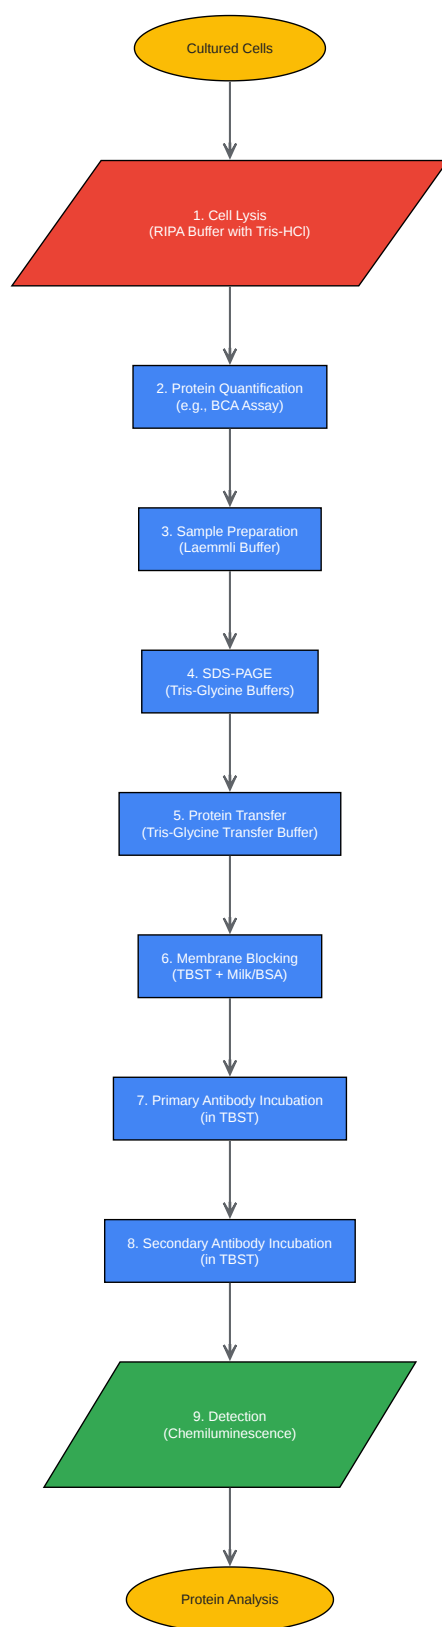 Cultured Cells
1. Cell Lysis
(RIPA Buffer with Tris-HCl)
2. Protein Quantification
(e.g., BCA Assay)
3. Sample Preparation
(Laemmli Buffer)
4. SDS-PAGE
(Tris-Glycine Buffers)
5. Protein Transfer
(Tris-Glycine Transfer Buffer)
6. Membrane Blocking
(TBST + Milk/BSA)
7. Primary Antibody Incubation
(in TBST)
8. Secondary Antibody Incubation
(in TBST)
9. Detection
(Chemiluminescence)
Protein Analysis